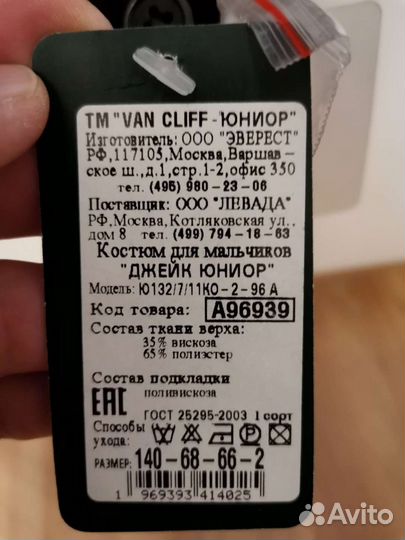 ТМ "VAN CLIFF - ЮНИОР"
Изготовитель: ООО "ЭВЕРЕСТ"
РФ,117105,Москва,Варшав -
ское ш.,д.1,стр.1-2,офис 350
тел. (495) 980-23-06
Поставщик: ООО "ЛЕВАДА"
РФ,Москва, Котляковская ул.,
дом 8 тел. (499) 794-18-63
Костюм для мальчиков
"ДЖЕЙК ЮНИОР"
Модель: Ю132/7/11КО-2-96 А
Код товара: А96939
Состав ткани верха:
35% вискоза
65% полиэстер
Состав подкладки
поливискоза
ЕАС ГОСТ 25295-2003 1 сорт
Способы
ухода: P
РАЗМЕР: 140-68-66-2
1 969393 414025
Avito